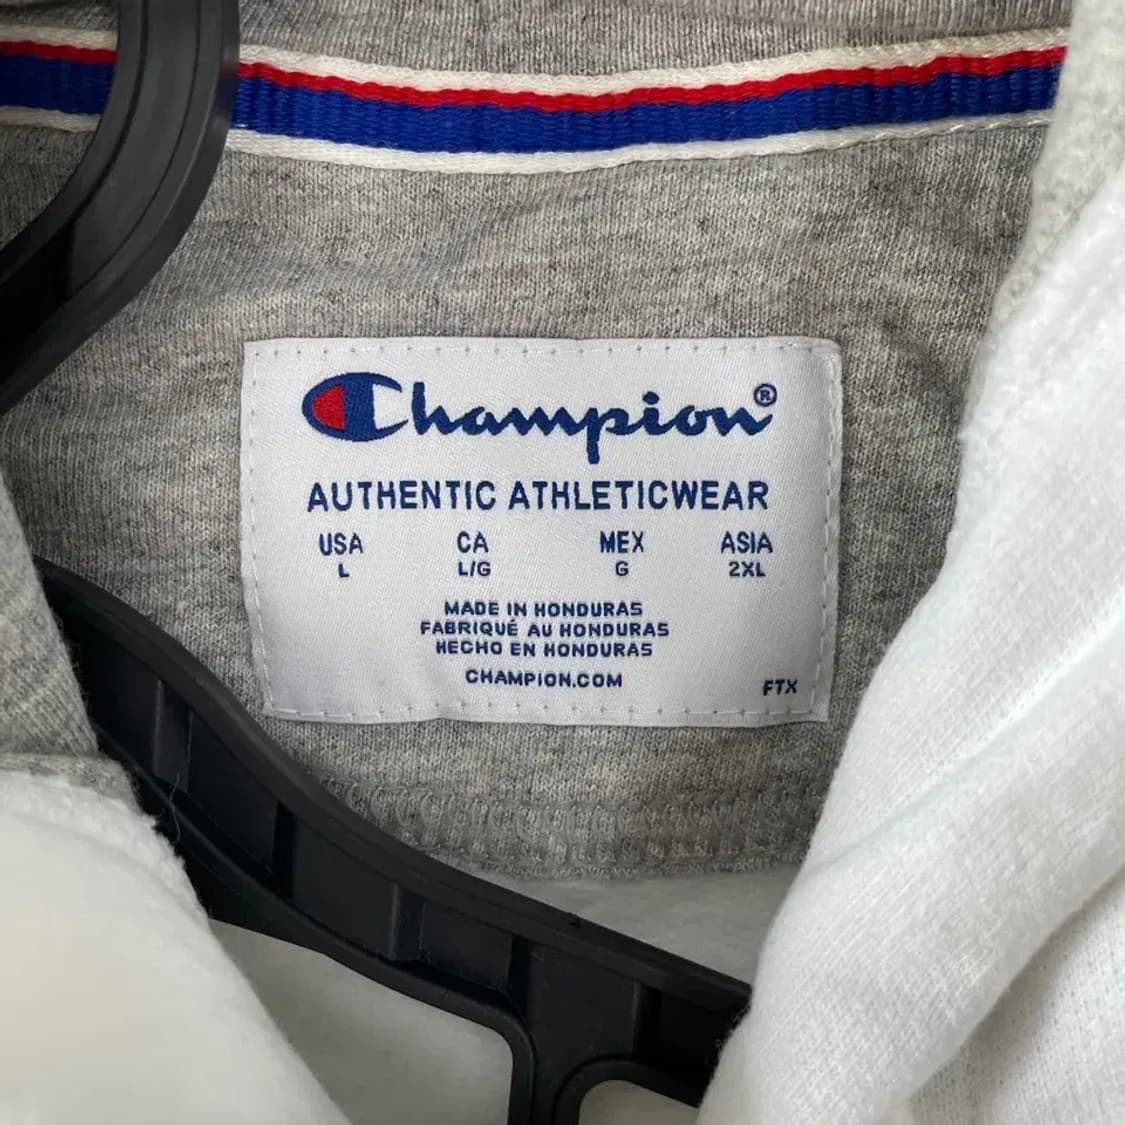 Champion®
AUTHENTIC ATHLETICWEAR
USA CA MEX ASIA
L L/G G 2XL
MADE IN HONDURAS
FABRIQUÉ AU HONDURAS
HECHO EN HONDURAS
CHAMPION.COM
FTX